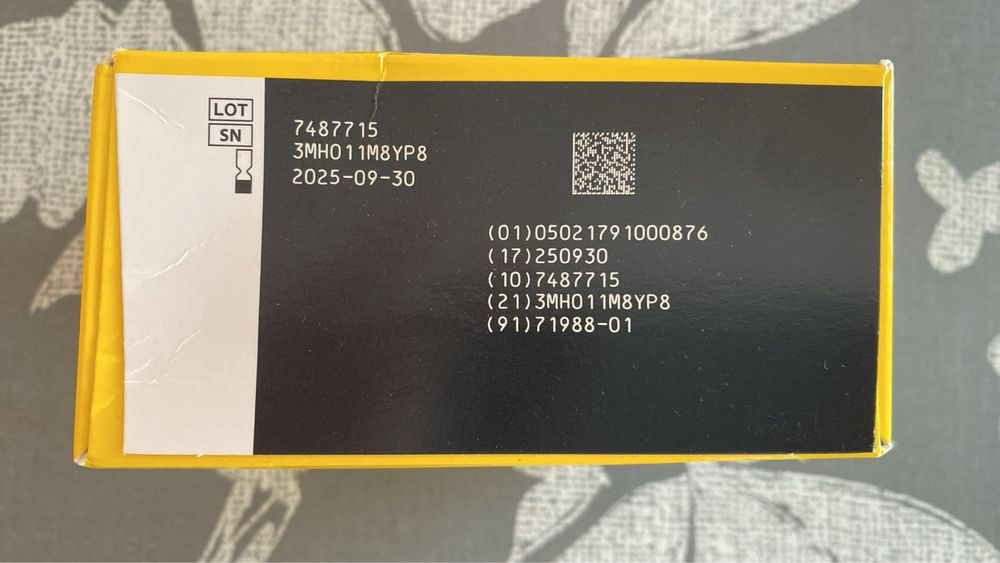 LOT
SN
7487715
3MH011M8YP8
2025-09-30
(01)05021791000876
(17)250930
(10)7487715
(21)3MH011M8YP8
(91)71988-01